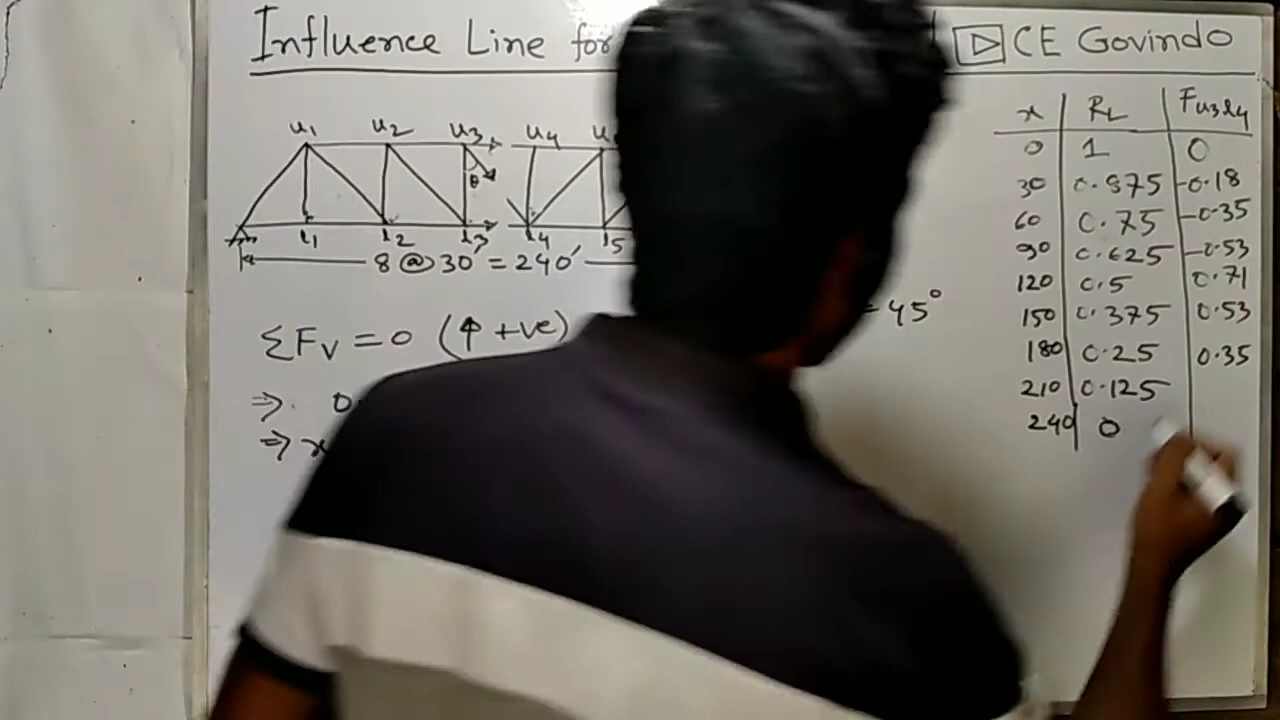 Influence Line for
CE Govindo
u1 u2 u3 u4
θ
l1 l2 l3 l4 l5
8 @ 30' = 240'
ΣFv = 0 (↑ +ve)
= 45°
⇒ 0
⇒ x
x RL Fu3l4
0 1 0
30 0.875 -0.18
60 0.75 -0.35
90 0.625 -0.53
120 0.5 0.71
150 0.375 0.53
180 0.25 0.35
210 0.125
240 0